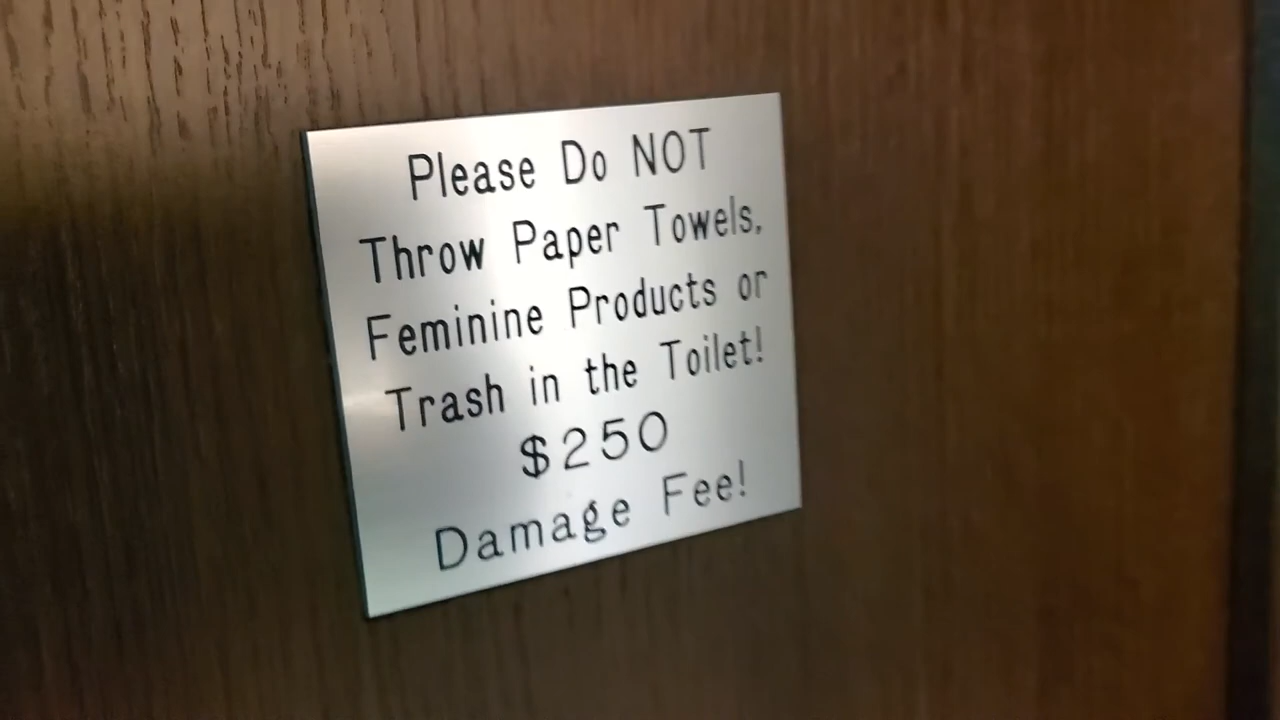 Please Do NOT
Throw Paper Towels,
Feminine Products or
Trash in the Toilet!
$250
Damage Fee!